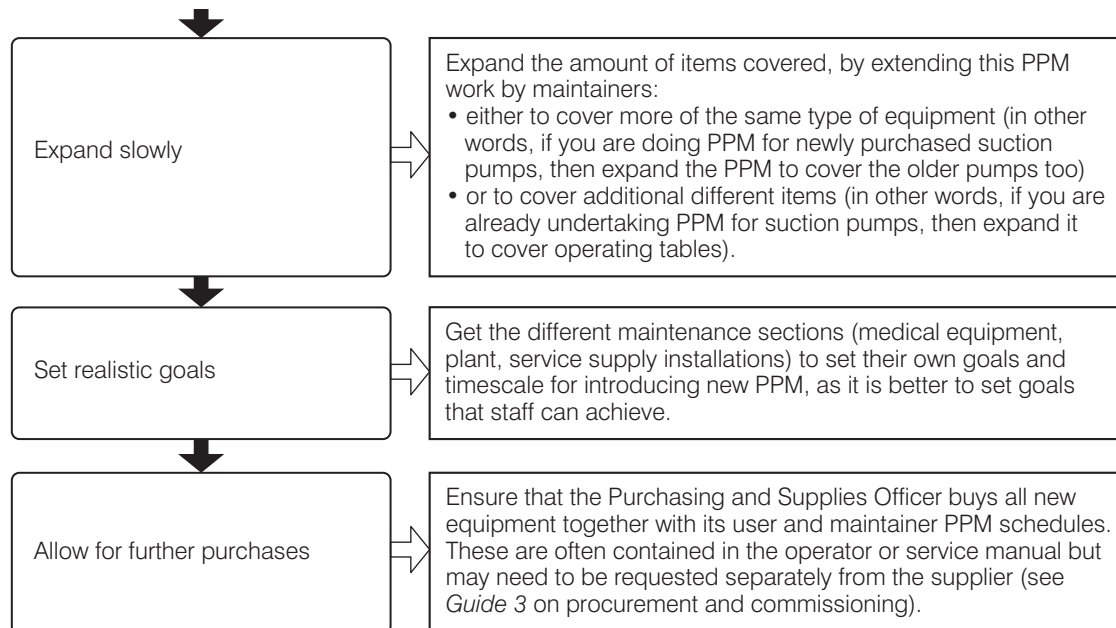 Expand slowly
Expand the amount of items covered, by extending this PPM
work by maintainers:
• either to cover more of the same type of equipment (in other
words, if you are doing PPM for newly purchased suction
pumps, then expand the PPM to cover the older pumps too)
• or to cover additional different items (in other words, if you are
already undertaking PPM for suction pumps, then expand it
to cover operating tables).
Set realistic goals
Get the different maintenance sections (medical equipment,
plant, service supply installations) to set their own goals and
timescale for introducing new PPM, as it is better to set goals
that staff can achieve.
Allow for further purchases
Ensure that the Purchasing and Supplies Officer buys all new
equipment together with its user and maintainer PPM schedules.
These are often contained in the operator or service manual but
may need to be requested separately from the supplier (see
Guide 3 on procurement and commissioning).